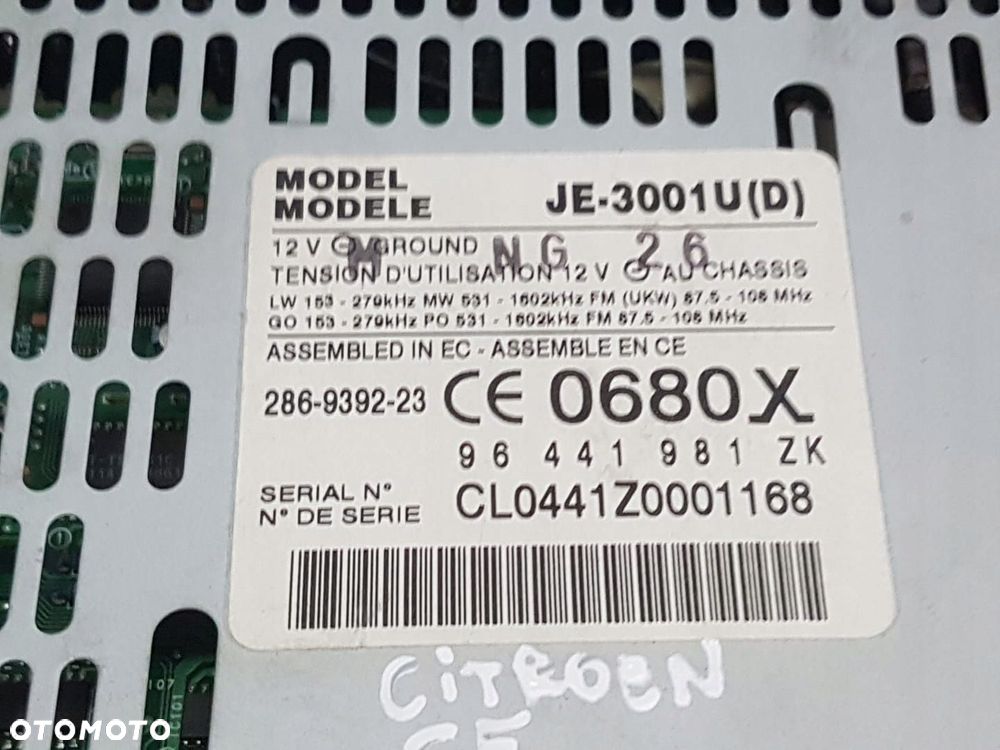 MODEL
MODELE
JE-3001U(D)
12 V ⊖ GROUND
NG 26
TENSION D'UTILISATION 12 V ⊖ AU CHASSIS
LW 153 - 279kHz MW 531 - 1602kHz FM (UKW) 87.5 - 108 MHz
GO 153 - 279kHz PO 531 - 1602kHz FM 87.5 - 108 MHz
ASSEMBLED IN EC - ASSEMBLE EN CE
286-9392-23 CE 0680 X
96 441 981 ZK
SERIAL N°
N° DE SERIE
CL0441Z0001168
CiTROEN
C5
OTOMOTO